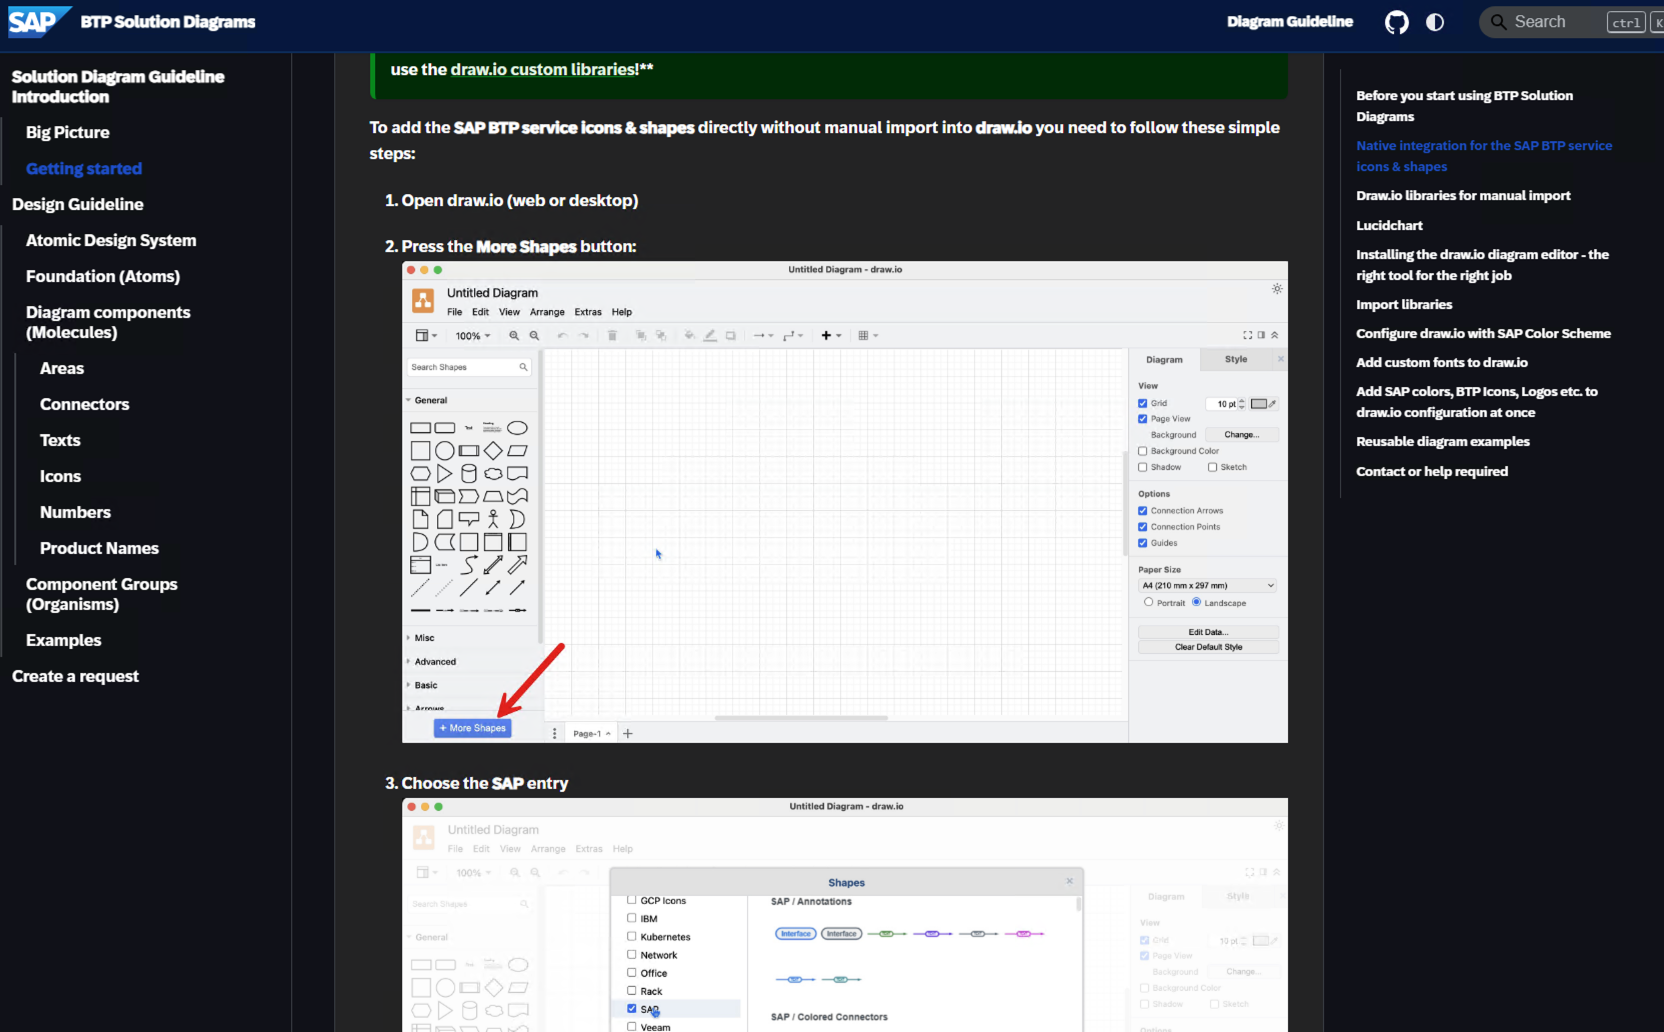 SAP BTP Solution Diagrams
Diagram Guideline
Search ctrl K
Solution Diagram Guideline
Introduction
Big Picture
Getting started
Design Guideline
Atomic Design System
Foundation (Atoms)
Diagram components
(Molecules)
Areas
Connectors
Texts
Icons
Numbers
Product Names
Component Groups
(Organisms)
Examples
Create a request
use the draw.io custom libraries!**
To add the SAP BTP service icons & shapes directly without manual import into draw.io you need to follow these simple
steps:
1. Open draw.io (web or desktop)
2. Press the More Shapes button:
Untitled Diagram - draw.io
Untitled Diagram
File Edit View Arrange Extras Help
100%
Search Shapes
General
Misc
Advanced
Basic
Arrows
+ More Shapes
Page-1
Diagram Style
View
Grid 10 pt
Page View
Background Change...
Background Color
Shadow Sketch
Options
Connection Arrows
Connection Points
Guides
Paper Size
A4 (210 mm x 297 mm)
Portrait Landscape
Edit Data...
Clear Default Style
3. Choose the SAP entry
Untitled Diagram - draw.io
Untitled Diagram
File Edit View Arrange Extras Help
100%
Search Shapes
General
Shapes
GCP Icons
IBM
Kubernetes
Network
Office
Rack
SAP
Veeam
SAP / Annotations
Interface Interface
SAP / Colored Connectors
Diagram Style
View
Grid 10 pt
Page View
Background Change...
Background Color
Shadow Sketch
Options
Before you start using BTP Solution
Diagrams
Native integration for the SAP BTP service
icons & shapes
Draw.io libraries for manual import
Lucidchart
Installing the draw.io diagram editor - the
right tool for the right job
Import libraries
Configure draw.io with SAP Color Scheme
Add custom fonts to draw.io
Add SAP colors, BTP Icons, Logos etc. to
draw.io configuration at once
Reusable diagram examples
Contact or help required